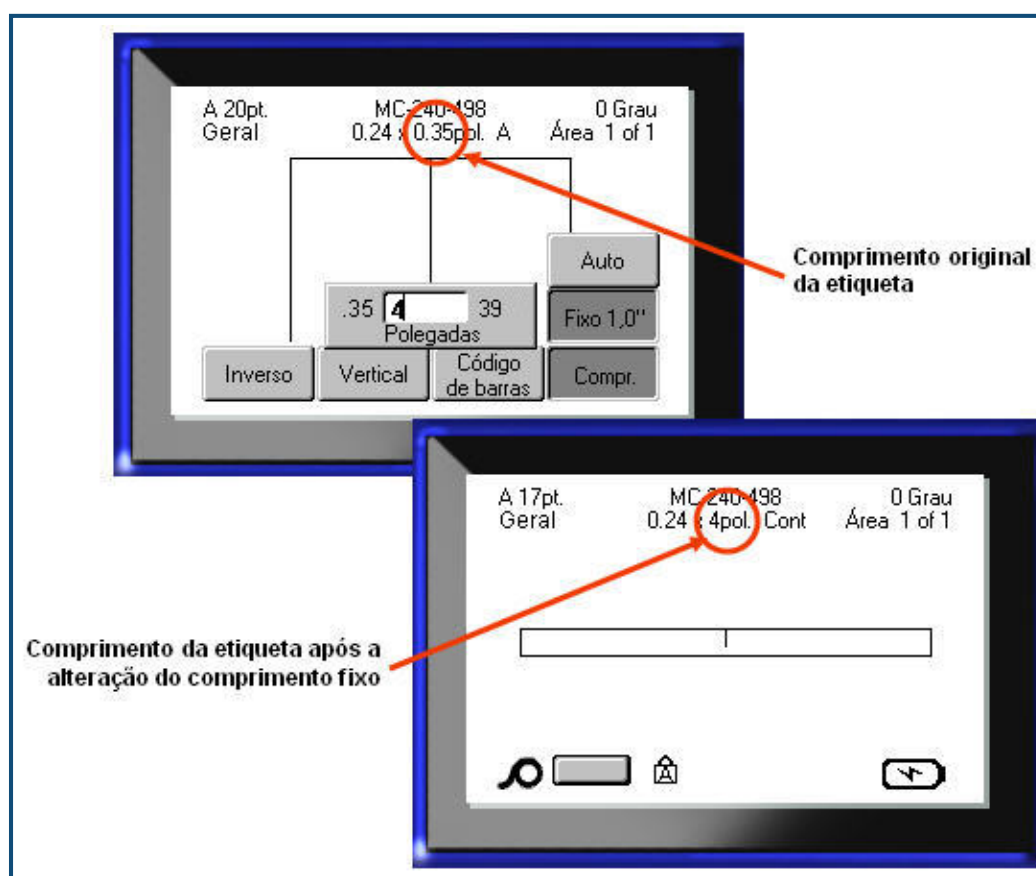 A 20pt. MC-240-498 0 Grau
Geral 0.24 x 0.35pol. A Área 1 of 1
Auto
Comprimento original
da etiqueta
.35 4 39
Polegadas
Fixo 1,0"
Inverso Vertical Código
de barras Compr.
A 17pt. MC-240-498 0 Grau
Geral 0.24 x 4pol. Cont Área 1 of 1
Comprimento da etiqueta após a
alteração do comprimento fixo
A